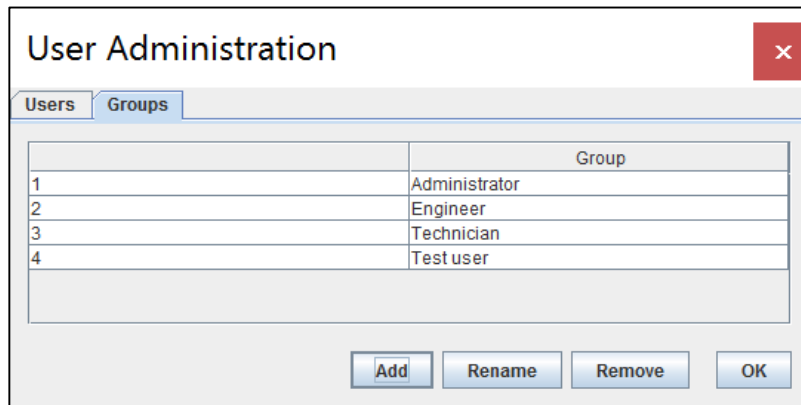 User Administration
×
Users Groups
Group
1 Administrator
2 Engineer
3 Technician
4 Test user
Add Rename Remove OK